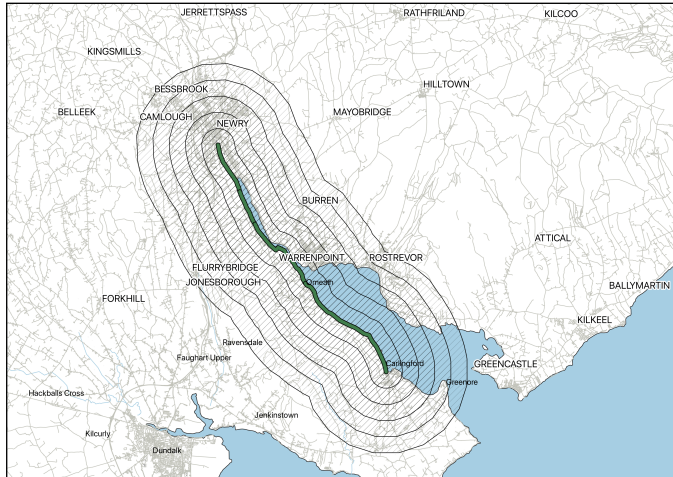 JERRETTSPASS
RATHFRILAND
KILCOO
KINGSMILLS
HILLTOWN
BESSBROOK
BELLEEK
CAMLOUGH
MAYOBRIDGE
NEWRY
BURREN
ATTICAL
WARRENPOINT
ROSTREVOR
FLURRYBRIDGE
JONESBOROUGH
Omeath
BALLYMARTIN
FORKHILL
KILKEEL
Ravensdale
Faughart Upper
Carlingford
GREENCASTLE
Greenore
Hackballs Cross
Jenkinstown
Kilcurly
Dundalk